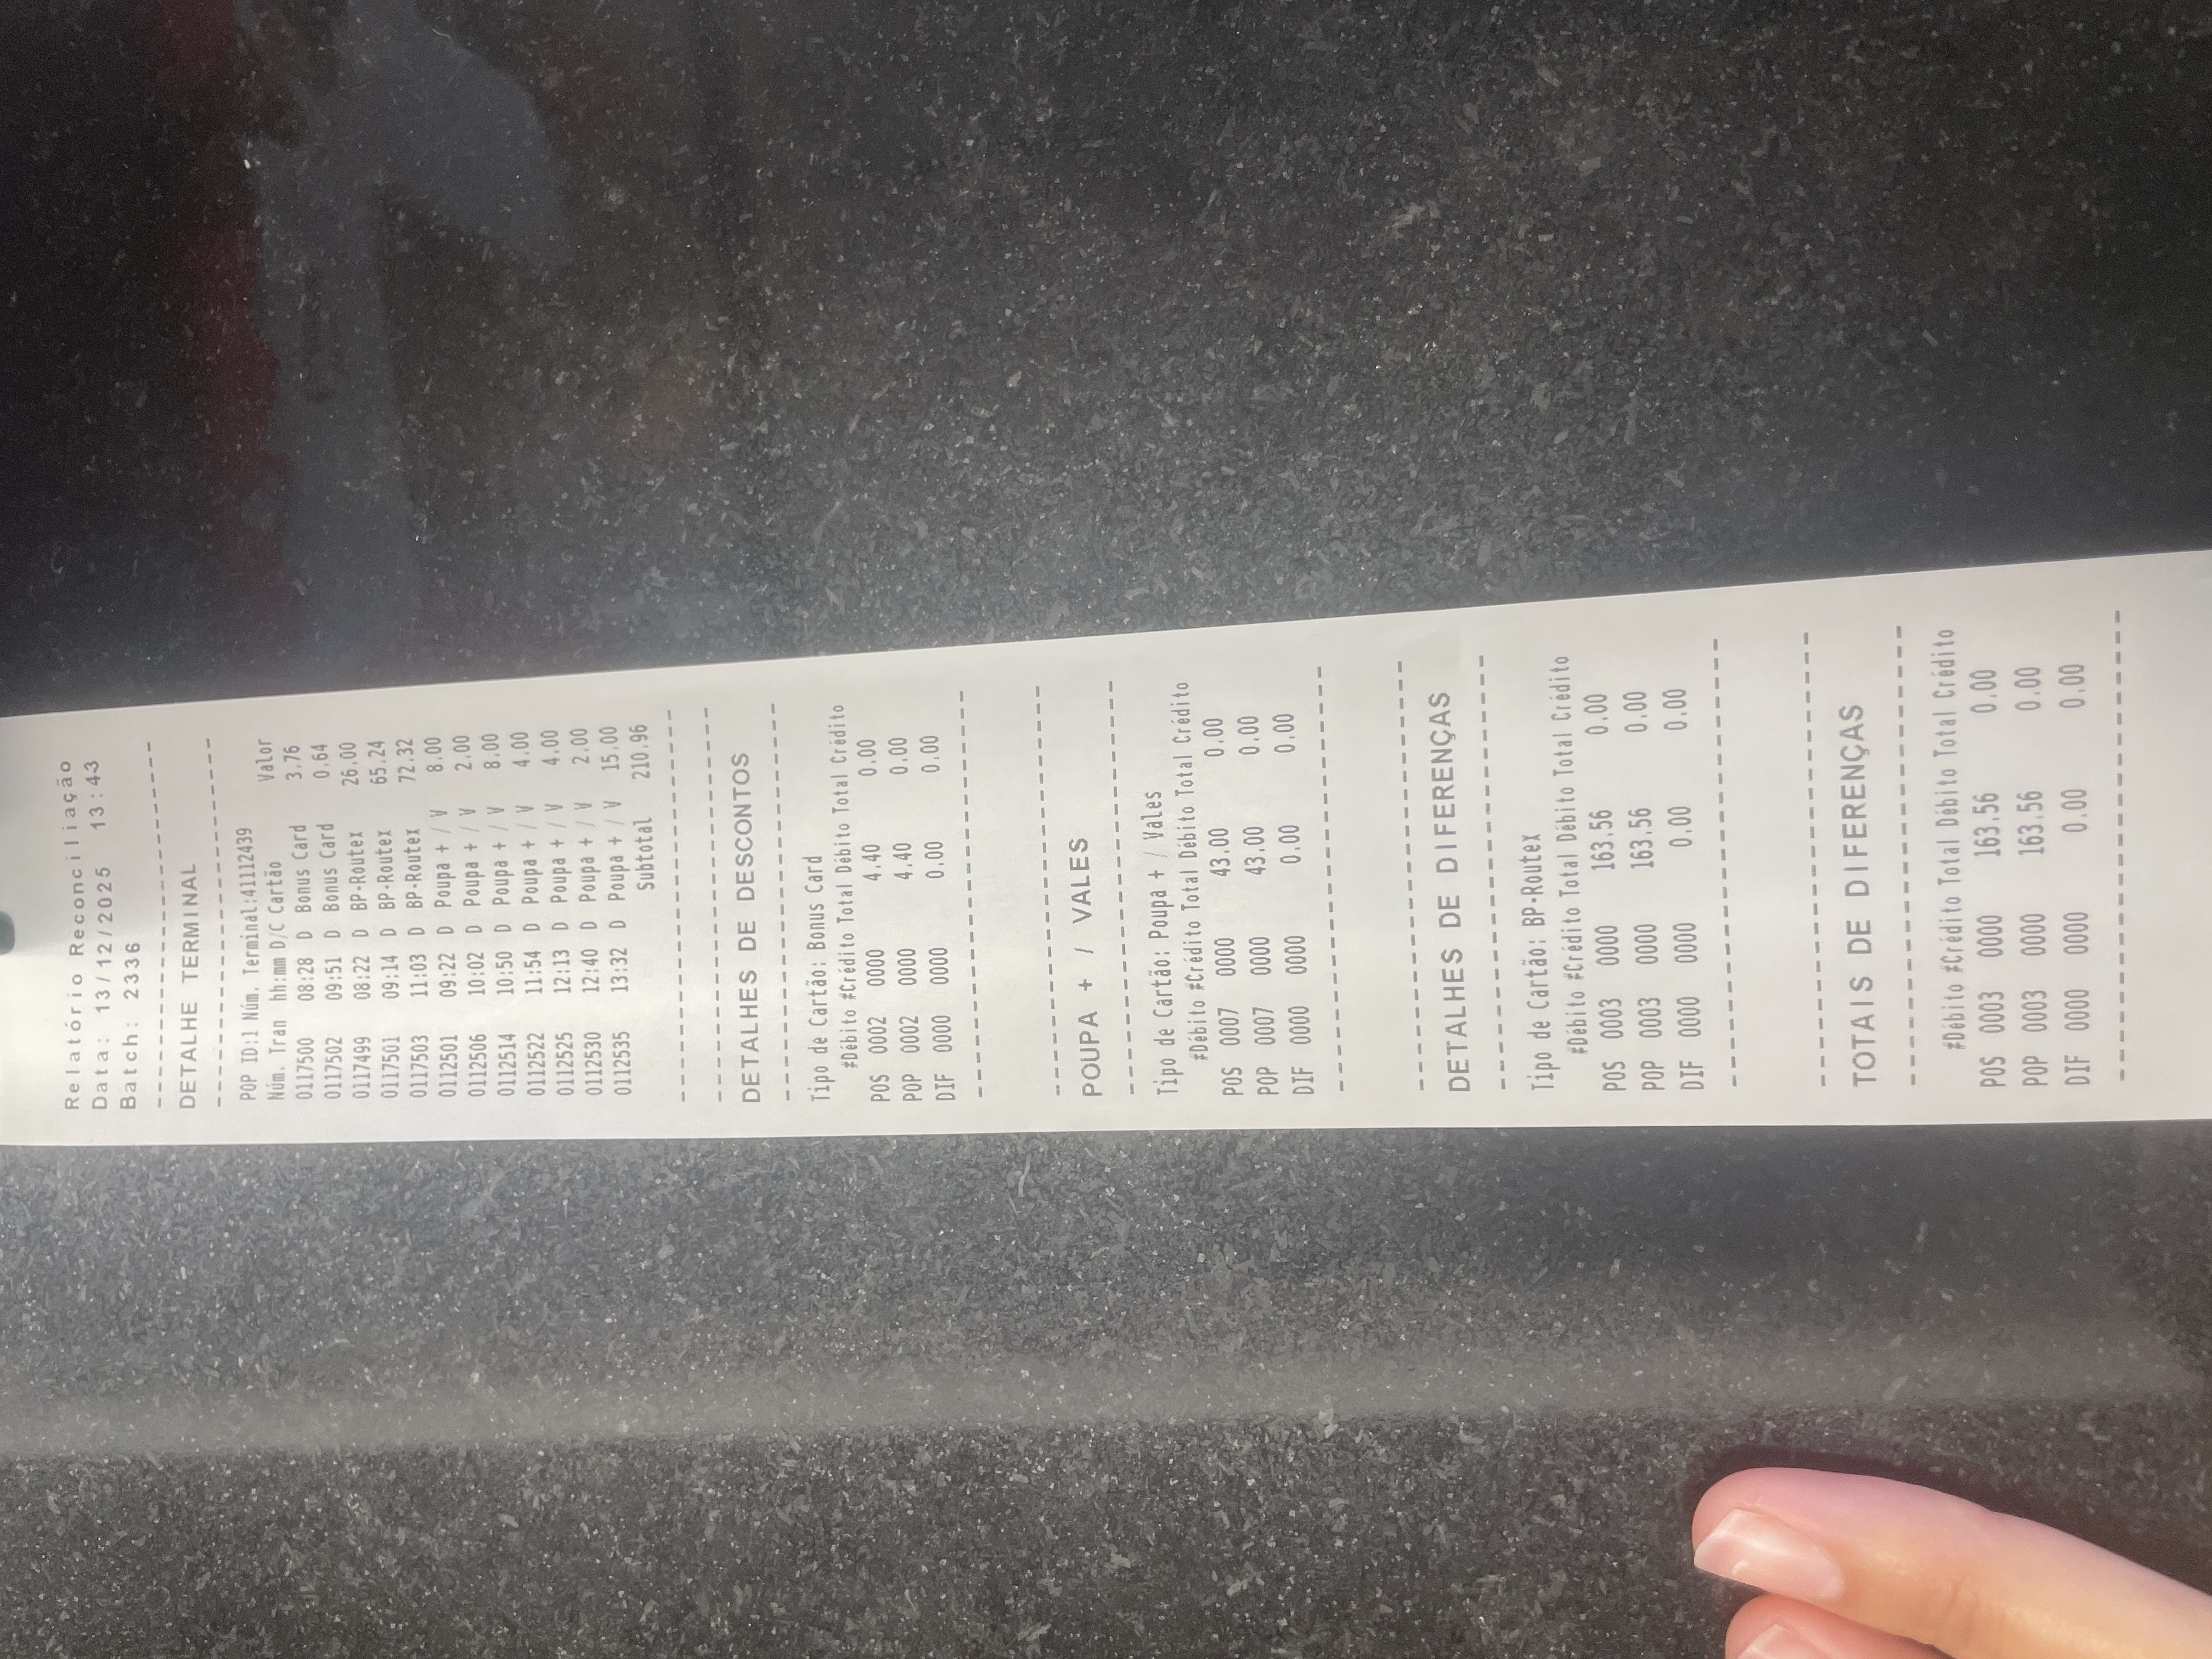 Relatório Reconciliação
Data: 13/12/2025 13:43
Batch: 2336
-----------------------
DETALHE TERMINAL
-----------------------
POP ID:1 Núm. Terminal:41112439
Núm. Tran hh:mm D/C Cartão Valor
0117500 08:28 D Bonus Card 3.76
0117502 09:51 D Bonus Card 0.64
0117499 08:22 D BP-Routex 26.00
0117501 09:14 D BP-Routex 65.24
0117503 11:03 D BP-Routex 72.32
0112501 09:22 D Poupa + / V 8.00
0112506 10:02 D Poupa + / V 2.00
0112514 10:50 D Poupa + / V 8.00
0112522 11:54 D Poupa + / V 4.00
0112525 12:13 D Poupa + / V 4.00
0112530 12:40 D Poupa + / V 2.00
0112535 13:32 D Poupa + / V 15.00
Subtotal 210.96
-----------------------
-----------------------
DETALHES DE DESCONTOS
-----------------------
Tipo de Cartão: Bonus Card
#Débito #Crédito Total Débito Total Crédito
POS 0002 0000 4.40 0.00
POP 0002 0000 4.40 0.00
DIF 0000 0000 0.00 0.00
-----------------------
-----------------------
POUPA + / VALES
-----------------------
Tipo de Cartão: Poupa + / Vales
#Débito #Crédito Total Débito Total Crédito
POS 0007 0000 43.00 0.00
POP 0007 0000 43.00 0.00
DIF 0000 0000 0.00 0.00
-----------------------
-----------------------
DETALHES DE DIFERENÇAS
-----------------------
Tipo de Cartão: BP-Routex
#Débito #Crédito Total Débito Total Crédito
POS 0003 0000 163.56 0.00
POP 0003 0000 163.56 0.00
DIF 0000 0000 0.00 0.00
-----------------------
-----------------------
TOTAIS DE DIFERENÇAS
-----------------------
#Débito #Crédito Total Débito Total Crédito
POS 0003 0000 163.56 0.00
POP 0003 0000 163.56 0.00
DIF 0000 0000 0.00 0.00
-----------------------